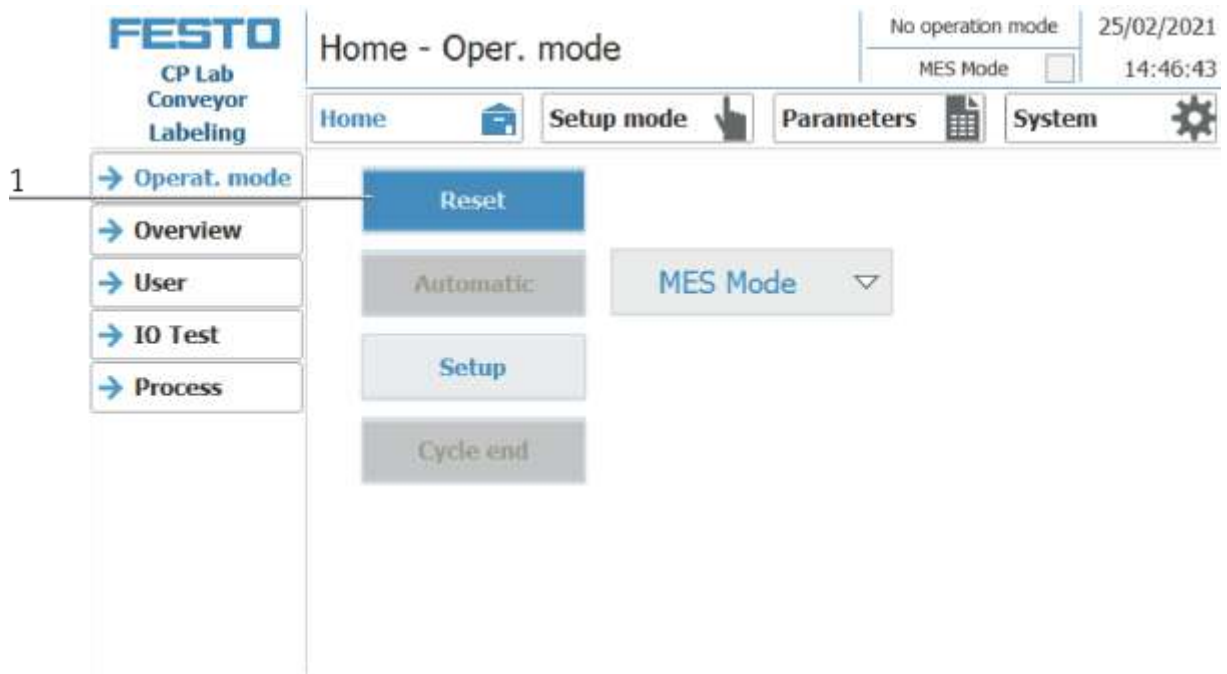 FESTO
CP Lab
Conveyor
Labeling
Home - Oper. mode
No operation mode
MES Mode
25/02/2021
14:46:43
Home
Setup mode
Parameters
System
1
Operat. mode
Overview
User
IO Test
Process
Reset
Automatic
MES Mode
Setup
Cycle end